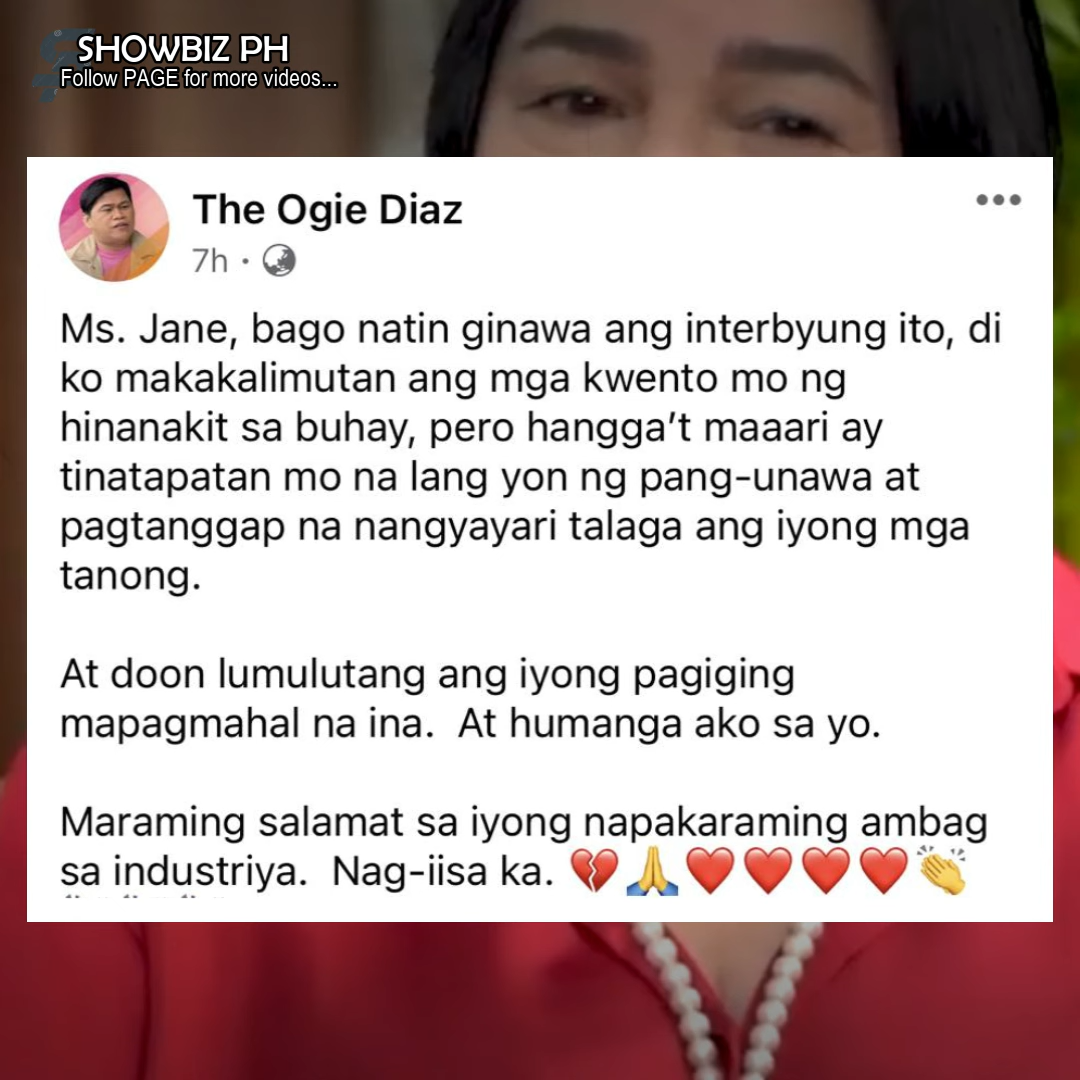 SHOWBIZ PH
Follow PAGE for more videos...
The Ogie Diaz
7h ·
Ms. Jane, bago natin ginawa ang interbyung ito, di
ko makakalimutan ang mga kwento mo ng
hinanakit sa buhay, pero hangga’t maaari ay
tinatapatan mo na lang yon ng pang-unawa at
pagtanggap na nangyayari talaga ang iyong mga
tanong.
At doon lumulutang ang iyong pagiging
mapagmahal na ina.  At humanga ako sa yo.
Maraming salamat sa iyong napakaraming ambag
sa industriya.  Nag-iisa ka. 💔🙏❤️❤️❤️❤️👏